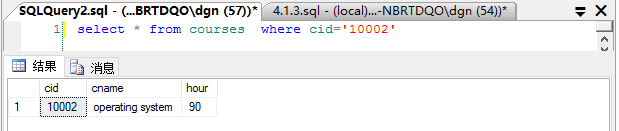 SQLQuery2.sql - (...BRTDQO\dgn (57))* 4.1.3.sql - (local)...-NBRTDQO\dgn (54))*
1 select * from courses where cid='10002'
结果 消息
cid cname hour
1 10002 operating system 90